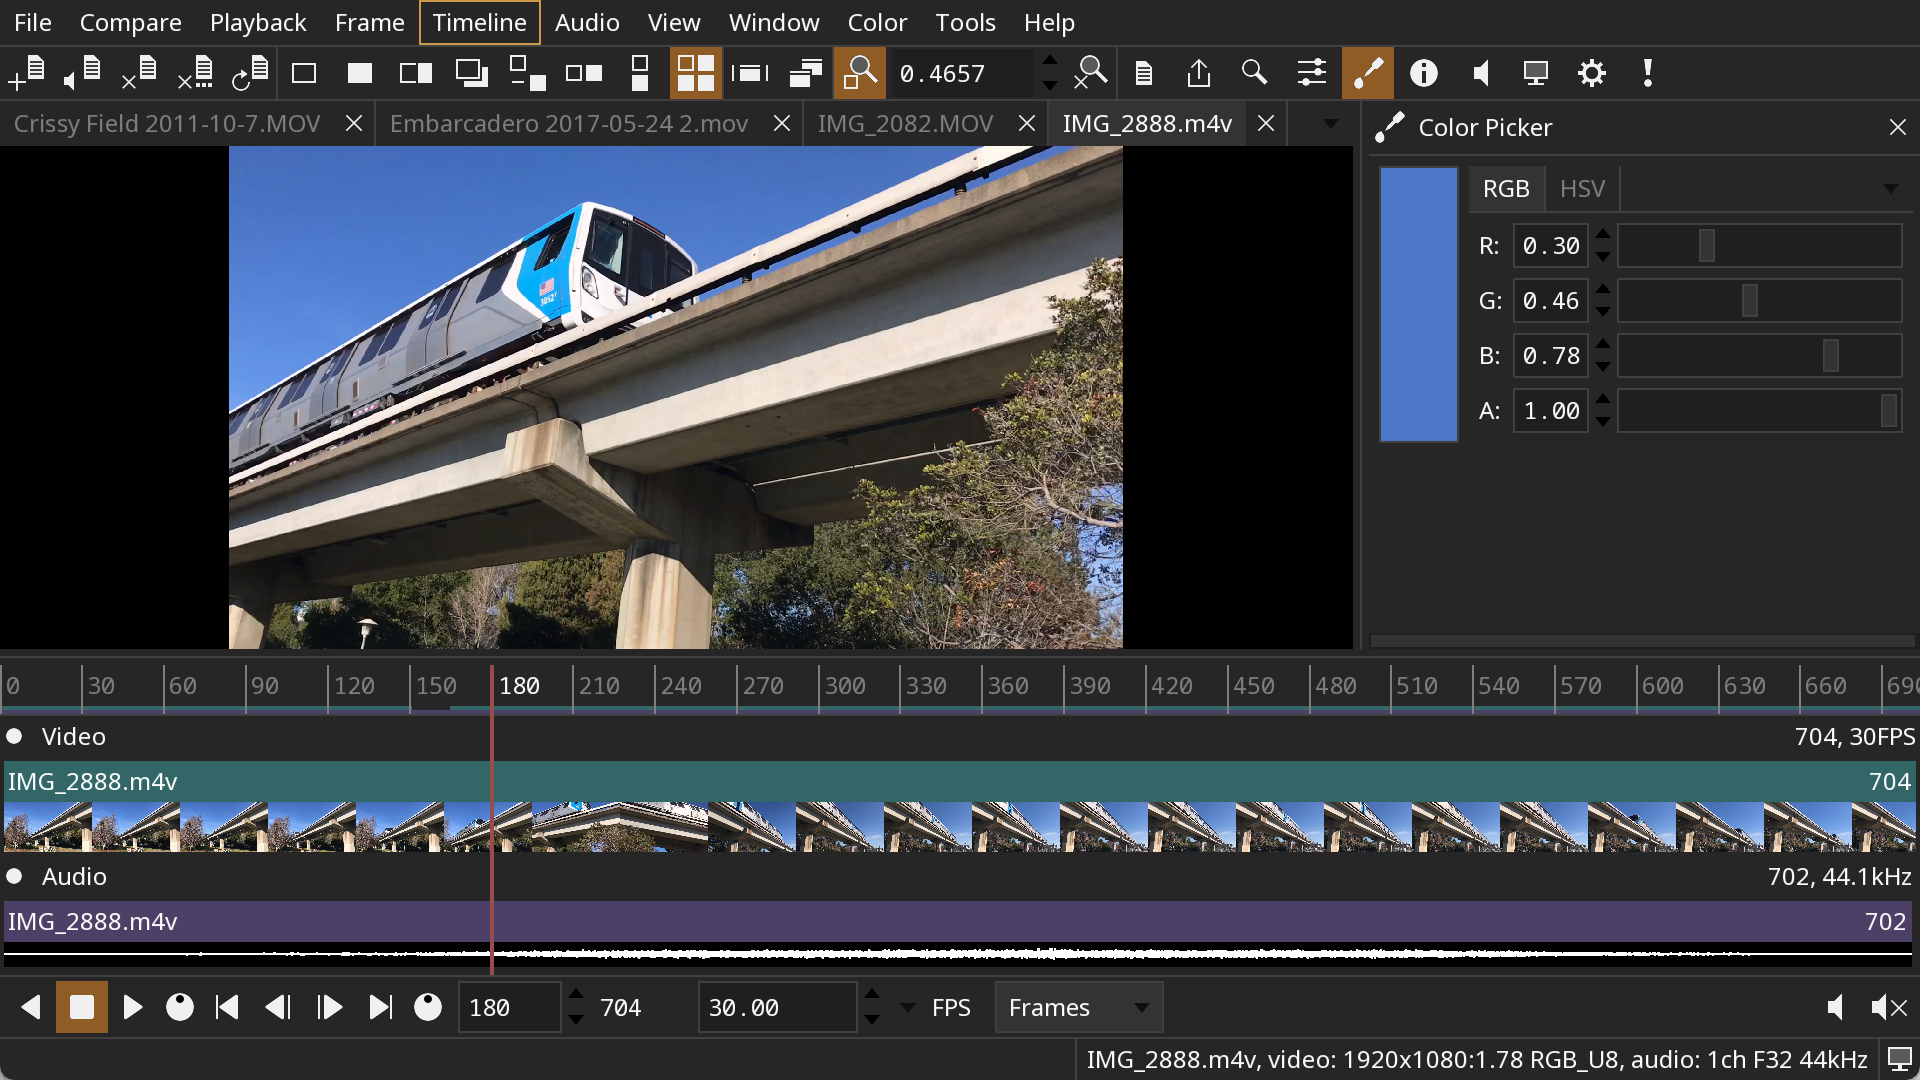 File Compare Playback Frame Timeline Audio View Window Color Tools Help
0.4657
Crissy Field 2011-10-7.MOV Embarcadero 2017-05-24 2.mov IMG_2082.MOV IMG_2888.m4v
Color Picker
RGB HSV
R: 0.30
G: 0.46
B: 0.78
A: 1.00
3052
0 30 60 90 120 150 180 210 240 270 300 330 360 390 420 450 480 510 540 570 600 630 660 690
Video 704, 30FPS
IMG_2888.m4v 704
Audio 702, 44.1kHz
IMG_2888.m4v 702
180 704 30.00 FPS Frames
IMG_2888.m4v, video: 1920x1080:1.78 RGB_U8, audio: 1ch F32 44kHz